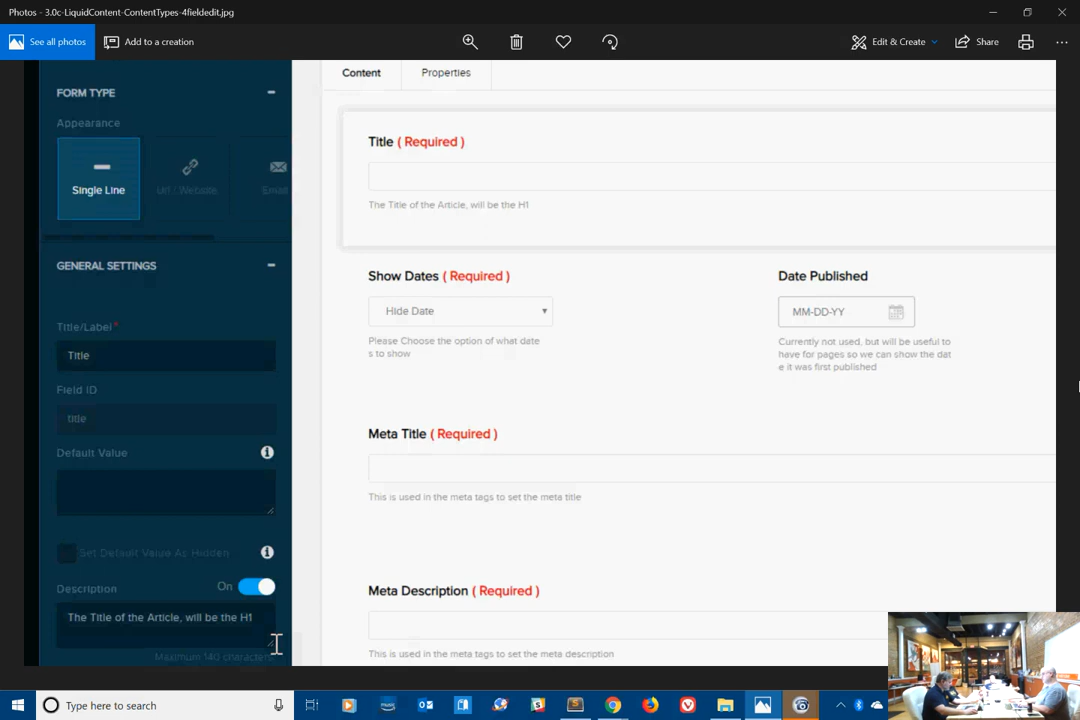 Photos - 3.0c-LiquidContent-ContentTypes-4fieldedit.jpg
See all photos
Add to a creation
Edit & Create
Share
FORM TYPE
Appearance
Single Line
Url / Website
Email
GENERAL SETTINGS
Title/Label*
Title
Field ID
title
Default Value
Set Default Value As Hidden
Description
On
The Title of the Article, will be the H1
Maximum 140 characters
Content
Properties
Title ( Required )
The Title of the Article, will be the H1
Show Dates ( Required )
Hide Date
Please Choose the option of what date
s to show
Date Published
MM-DD-YY
Currently not used, but will be useful to
have for pages so we can show the dat
e it was first published
Meta Title ( Required )
This is used in the meta tags to set the meta title
Meta Description ( Required )
This is used in the meta tags to set the meta description
Type here to search